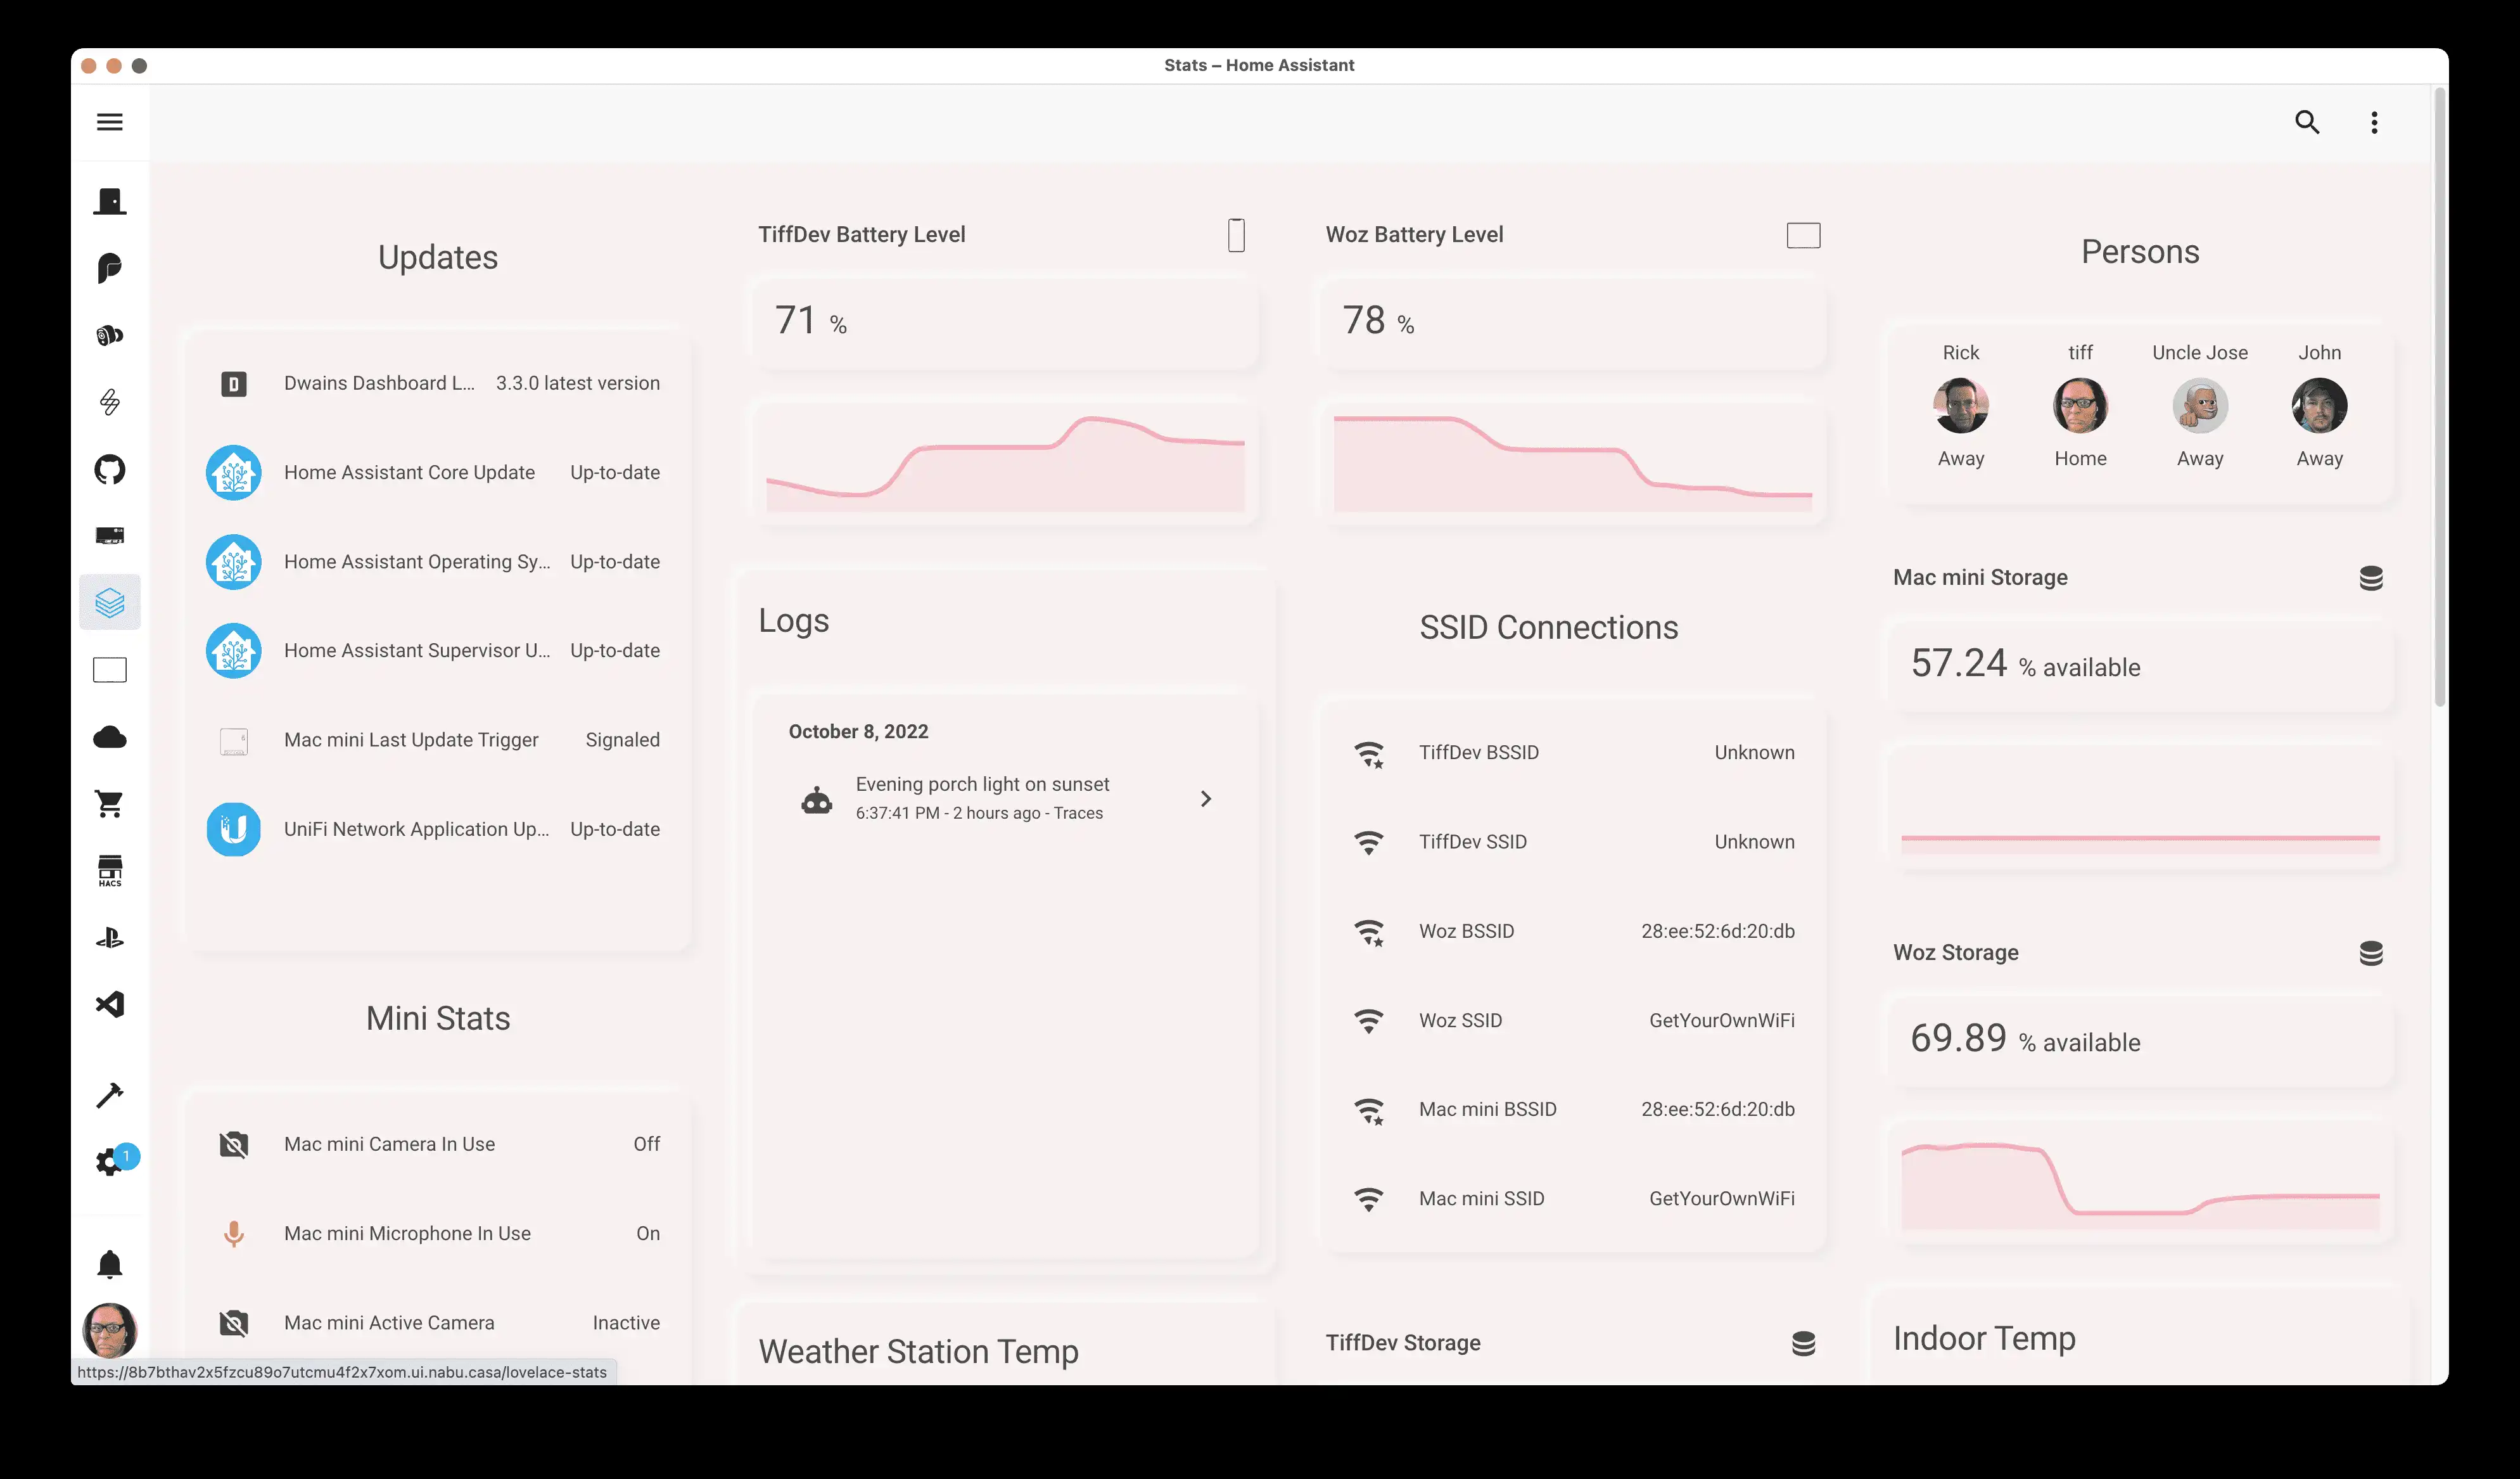 Stats – Home Assistant
Updates
D
Dwains Dashboard L... 3.3.0 latest version
Home Assistant Core Update Up-to-date
Home Assistant Operating Sy... Up-to-date
Home Assistant Supervisor U... Up-to-date
Mac mini Last Update Trigger Signaled
UniFi Network Application Up... Up-to-date
Mini Stats
Mac mini Camera In Use Off
Mac mini Microphone In Use On
Mac mini Active Camera Inactive
TiffDev Battery Level
71 %
Logs
October 8, 2022
Evening porch light on sunset
6:37:41 PM - 2 hours ago - Traces
Weather Station Temp
Woz Battery Level
78 %
SSID Connections
TiffDev BSSID Unknown
TiffDev SSID Unknown
Woz BSSID 28:ee:52:6d:20:db
Woz SSID GetYourOwnWiFi
Mac mini BSSID 28:ee:52:6d:20:db
Mac mini SSID GetYourOwnWiFi
TiffDev Storage
Persons
Rick tiff Uncle Jose John
Away Home Away Away
Mac mini Storage
57.24 % available
Woz Storage
69.89 % available
Indoor Temp
HACS
1
https://8b7bthav2x5fzcu89o7utcmu4f2x7xom.ui.nabu.casa/lovelace-stats